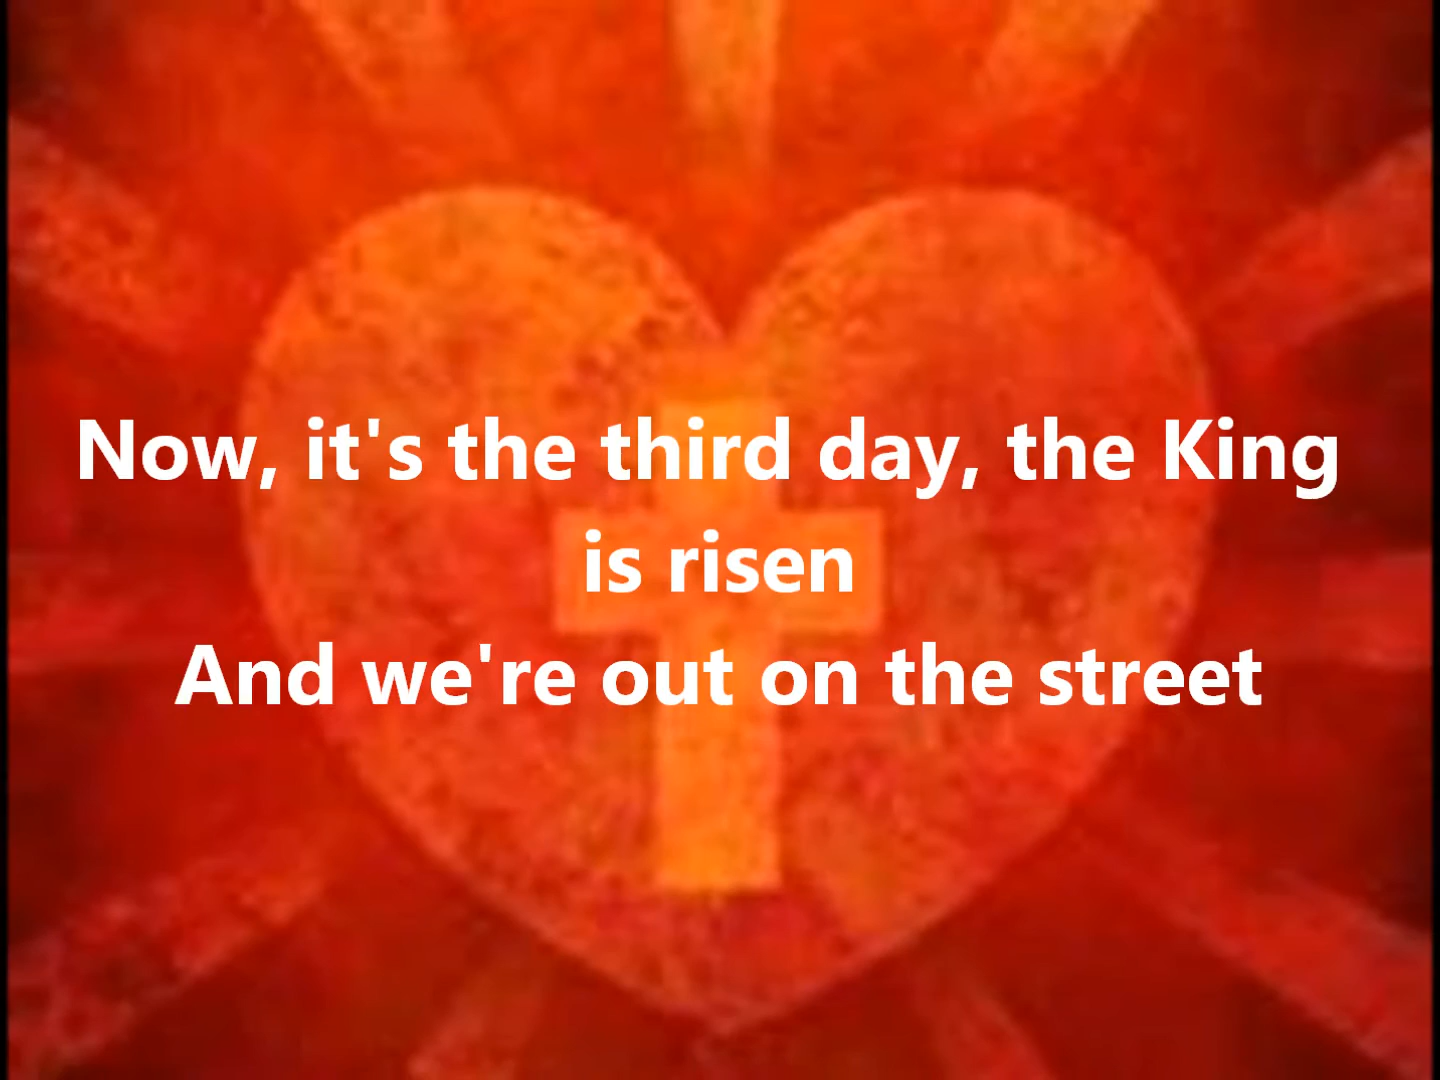 Now, it's the third day, the King
is risen
And we're out on the street